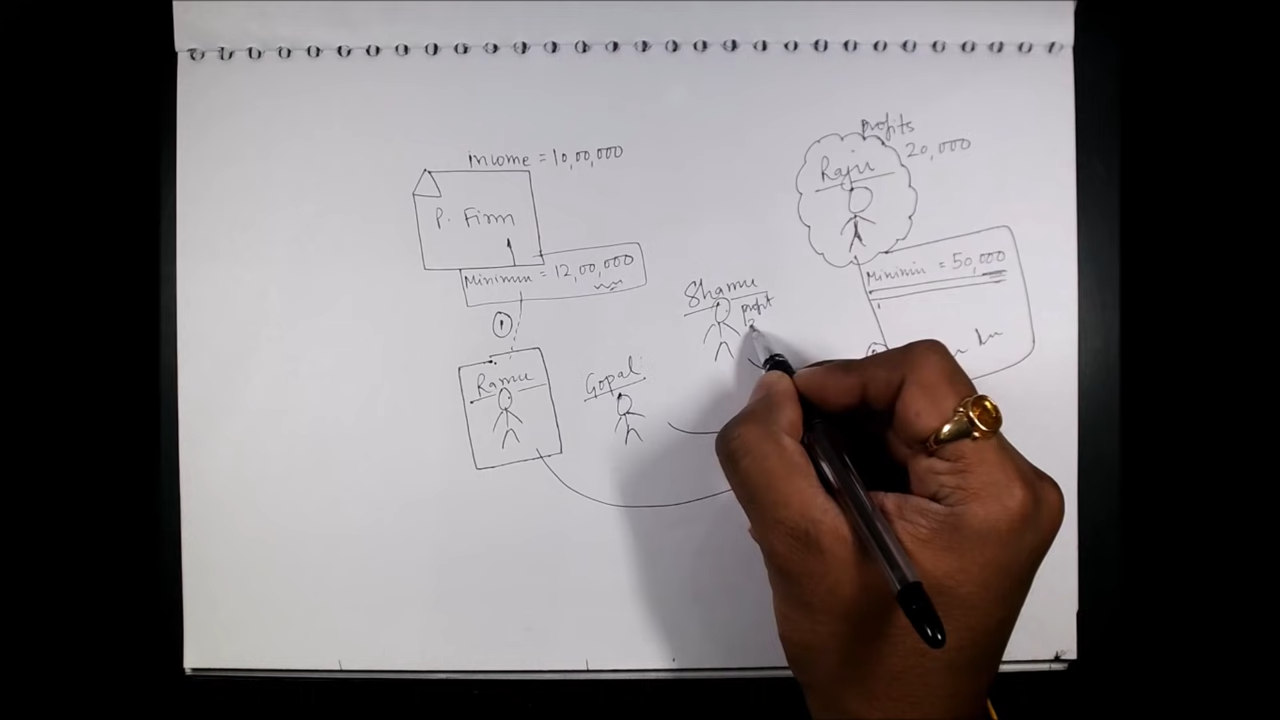 income = 10,00,000
P. Firm
Minimum = 12,00,000
1
Ramu
Gopal
Shamu
profit
profits
20,000
Raju
Minimim = 50,000